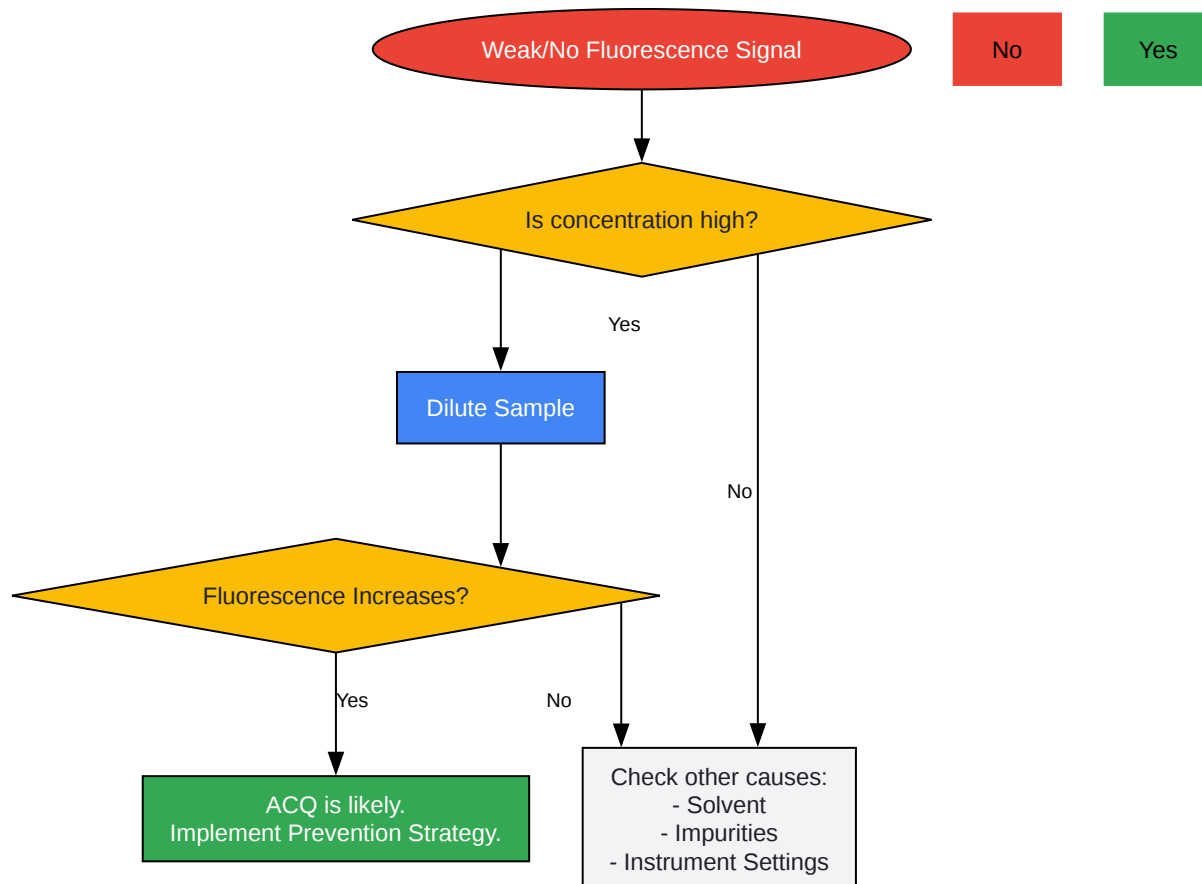 Weak/No Fluorescence Signal
No
Yes
Is concentration high?
Yes
Dilute Sample
No
Fluorescence Increases?
Yes
No
ACQ is likely.
Implement Prevention Strategy.
Check other causes:
- Solvent
- Impurities
- Instrument Settings